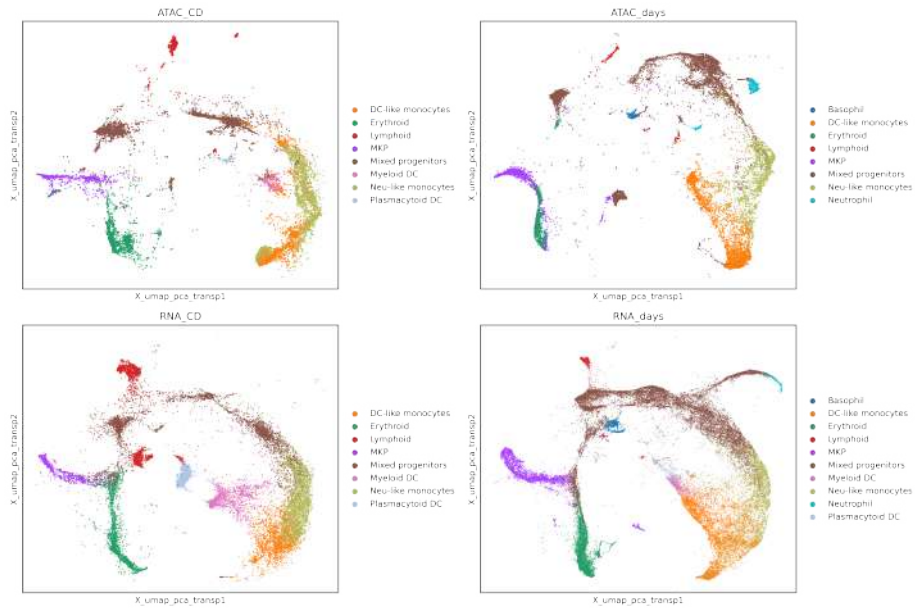 ATAC_CD
X_umap_pca_transp2
X_umap_pca_transp1
DC-like monocytes
Erythroid
Lymphoid
MKP
Mixed progenitors
Myeloid DC
Neu-like monocytes
Plasmacytoid DC
ATAC_days
X_umap_pca_transp2
X_umap_pca_transp1
Basophil
DC-like monocytes
Erythroid
Lymphoid
MKP
Mixed progenitors
Neu-like monocytes
Neutrophil
RNA_CD
X_umap_pca_transp2
X_umap_pca_transp1
DC-like monocytes
Erythroid
Lymphoid
MKP
Mixed progenitors
Myeloid DC
Neu-like monocytes
Plasmacytoid DC
RNA_days
X_umap_pca_transp2
X_umap_pca_transp1
Basophil
DC-like monocytes
Erythroid
Lymphoid
MKP
Mixed progenitors
Myeloid DC
Neu-like monocytes
Neutrophil
Plasmacytoid DC